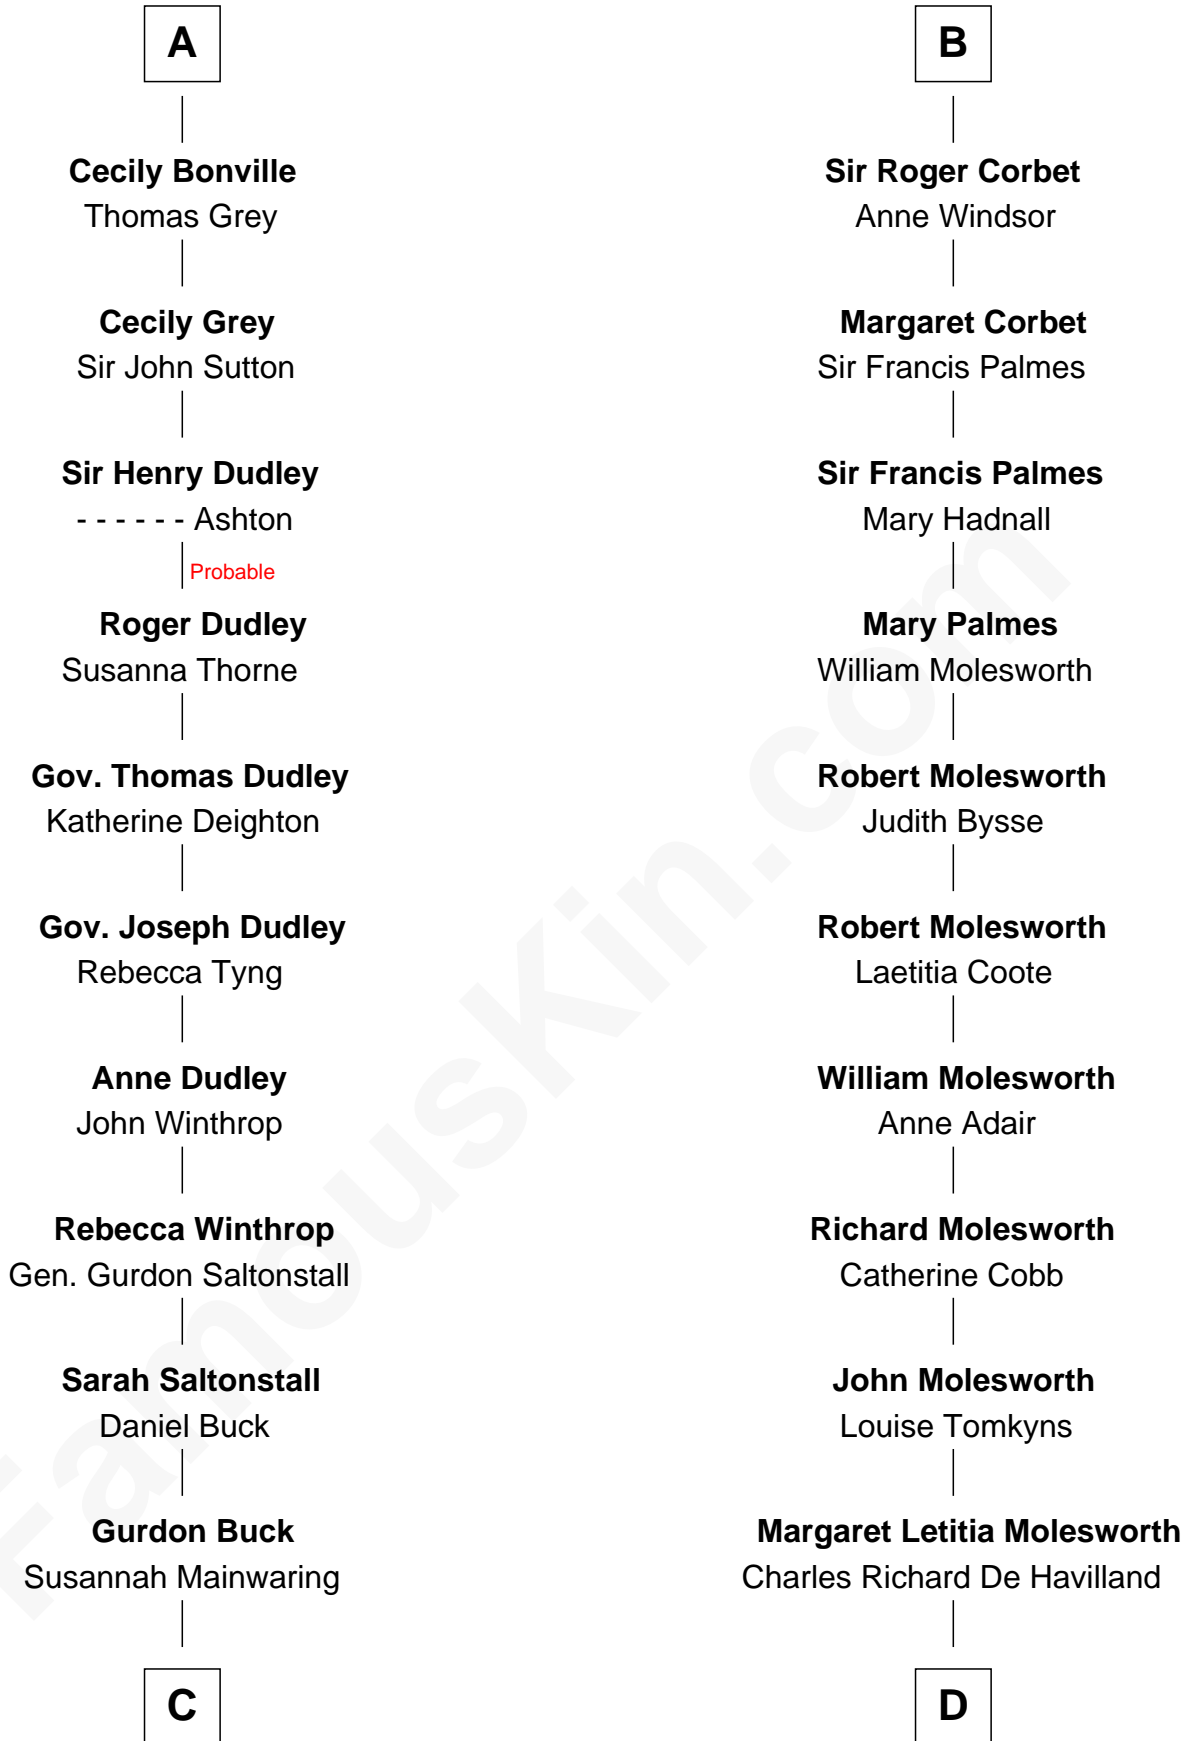 A
Cecily Bonville
Thomas Grey
Cecily Grey
Sir John Sutton
Sir Henry Dudley
- - - - - - Ashton
Probable
Roger Dudley
Susanna Thorne
Gov. Thomas Dudley
Katherine Deighton
Gov. Joseph Dudley
Rebecca Tyng
Anne Dudley
John Winthrop
Rebecca Winthrop
Gen. Gurdon Saltonstall
Sarah Saltonstall
Daniel Buck
Gurdon Buck
Susannah Mainwaring
C
B
Sir Roger Corbet
Anne Windsor
Margaret Corbet
Sir Francis Palmes
Sir Francis Palmes
Mary Hadnall
Mary Palmes
William Molesworth
Robert Molesworth
Judith Bysse
Robert Molesworth
Laetitia Coote
William Molesworth
Anne Adair
Richard Molesworth
Catherine Cobb
John Molesworth
Louise Tomkyns
Margaret Letitia Molesworth
Charles Richard De Havilland
D
FamousKin.com